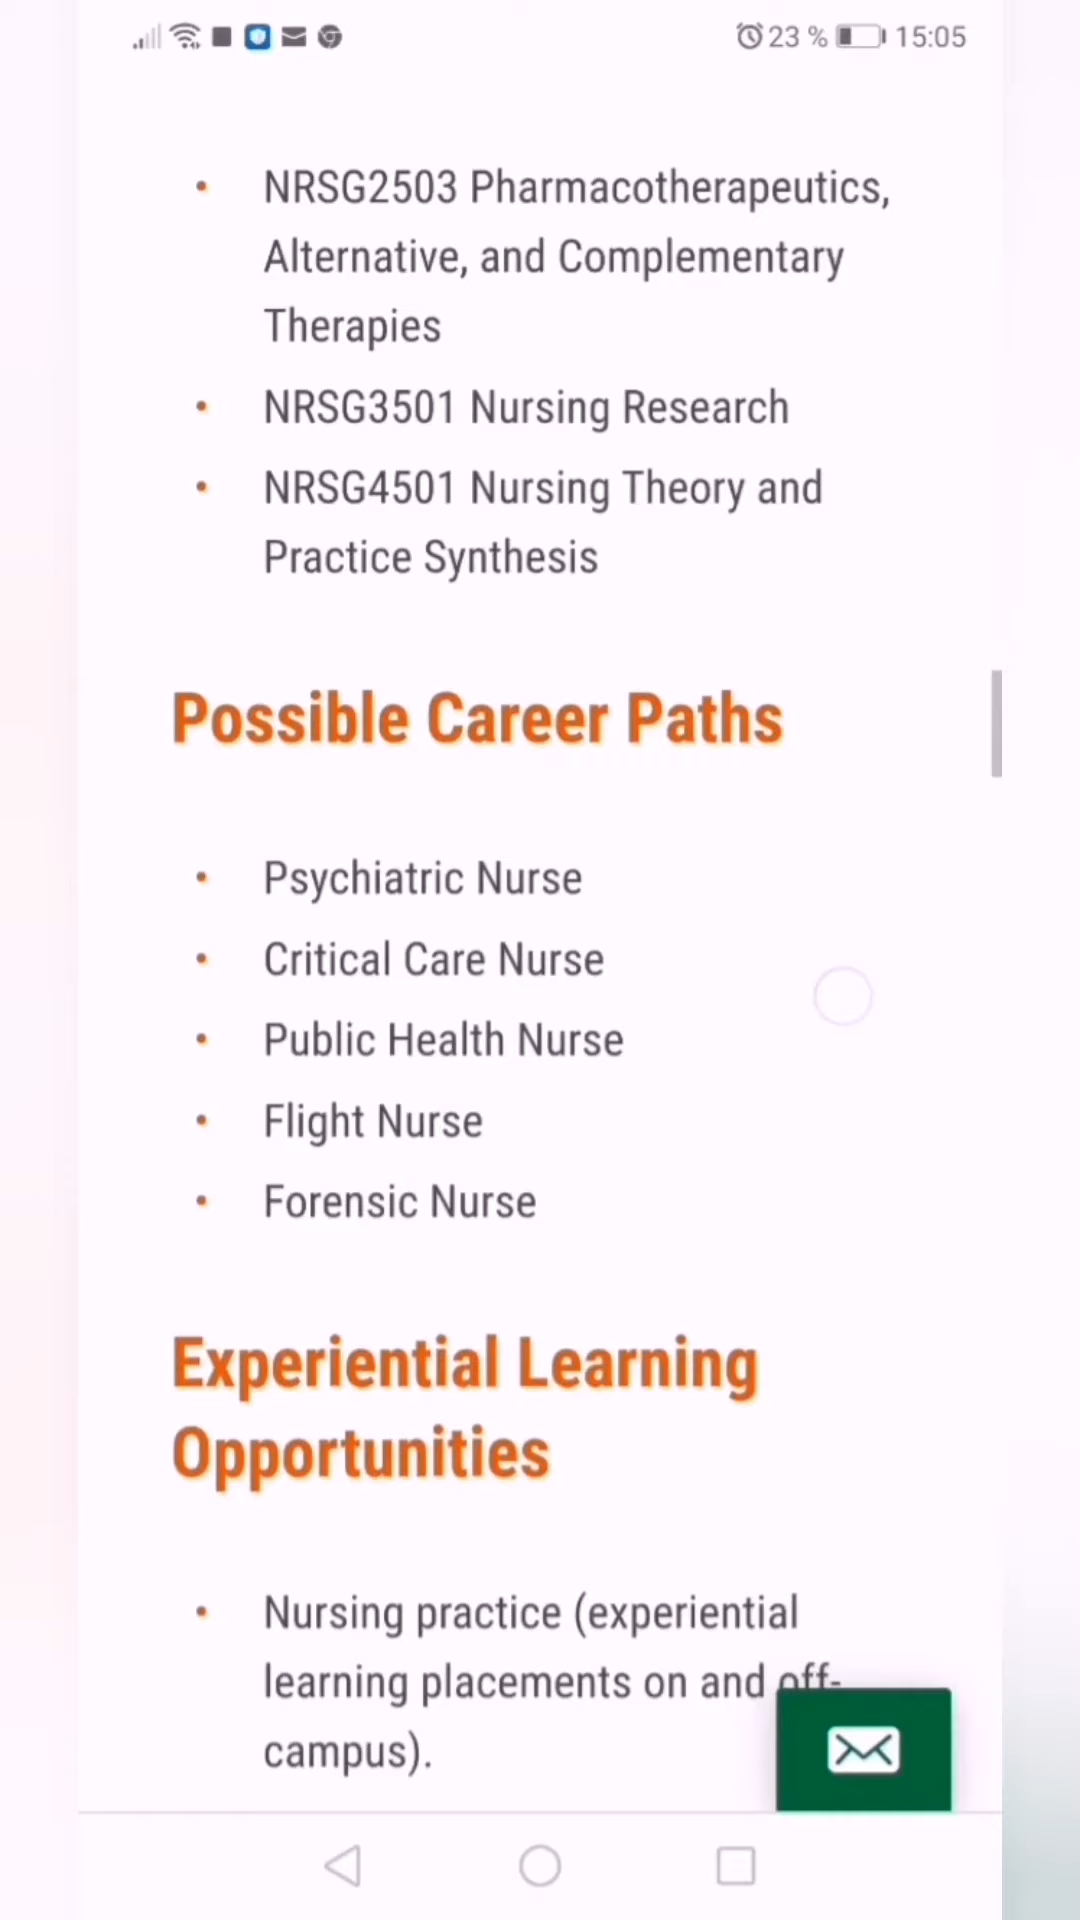 23 % 15:05
• NRSG2503 Pharmacotherapeutics,
Alternative, and Complementary
Therapies
• NRSG3501 Nursing Research
• NRSG4501 Nursing Theory and
Practice Synthesis
Possible Career Paths
• Psychiatric Nurse
• Critical Care Nurse
• Public Health Nurse
• Flight Nurse
• Forensic Nurse
Experiential Learning
Opportunities
• Nursing practice (experiential
learning placements on and off-
campus).